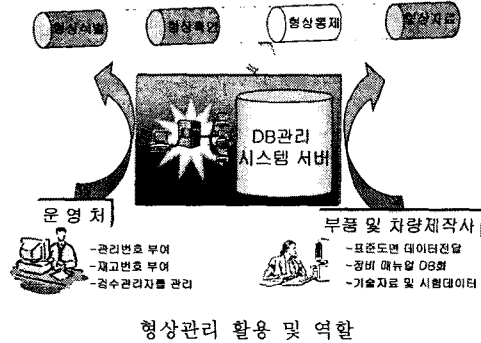 형상식별
형상확인
형상통제
형상자료
DB관리
시스템 서버
운영처
-관리번호 부여
-재고번호 부여
-검수관리자를 관리
부품 및 차량제작사
-표준도면 데이터전달
-장비 매뉴얼 DB화
-기술자료 및 시험데이터
형상관리 활용 및 역할